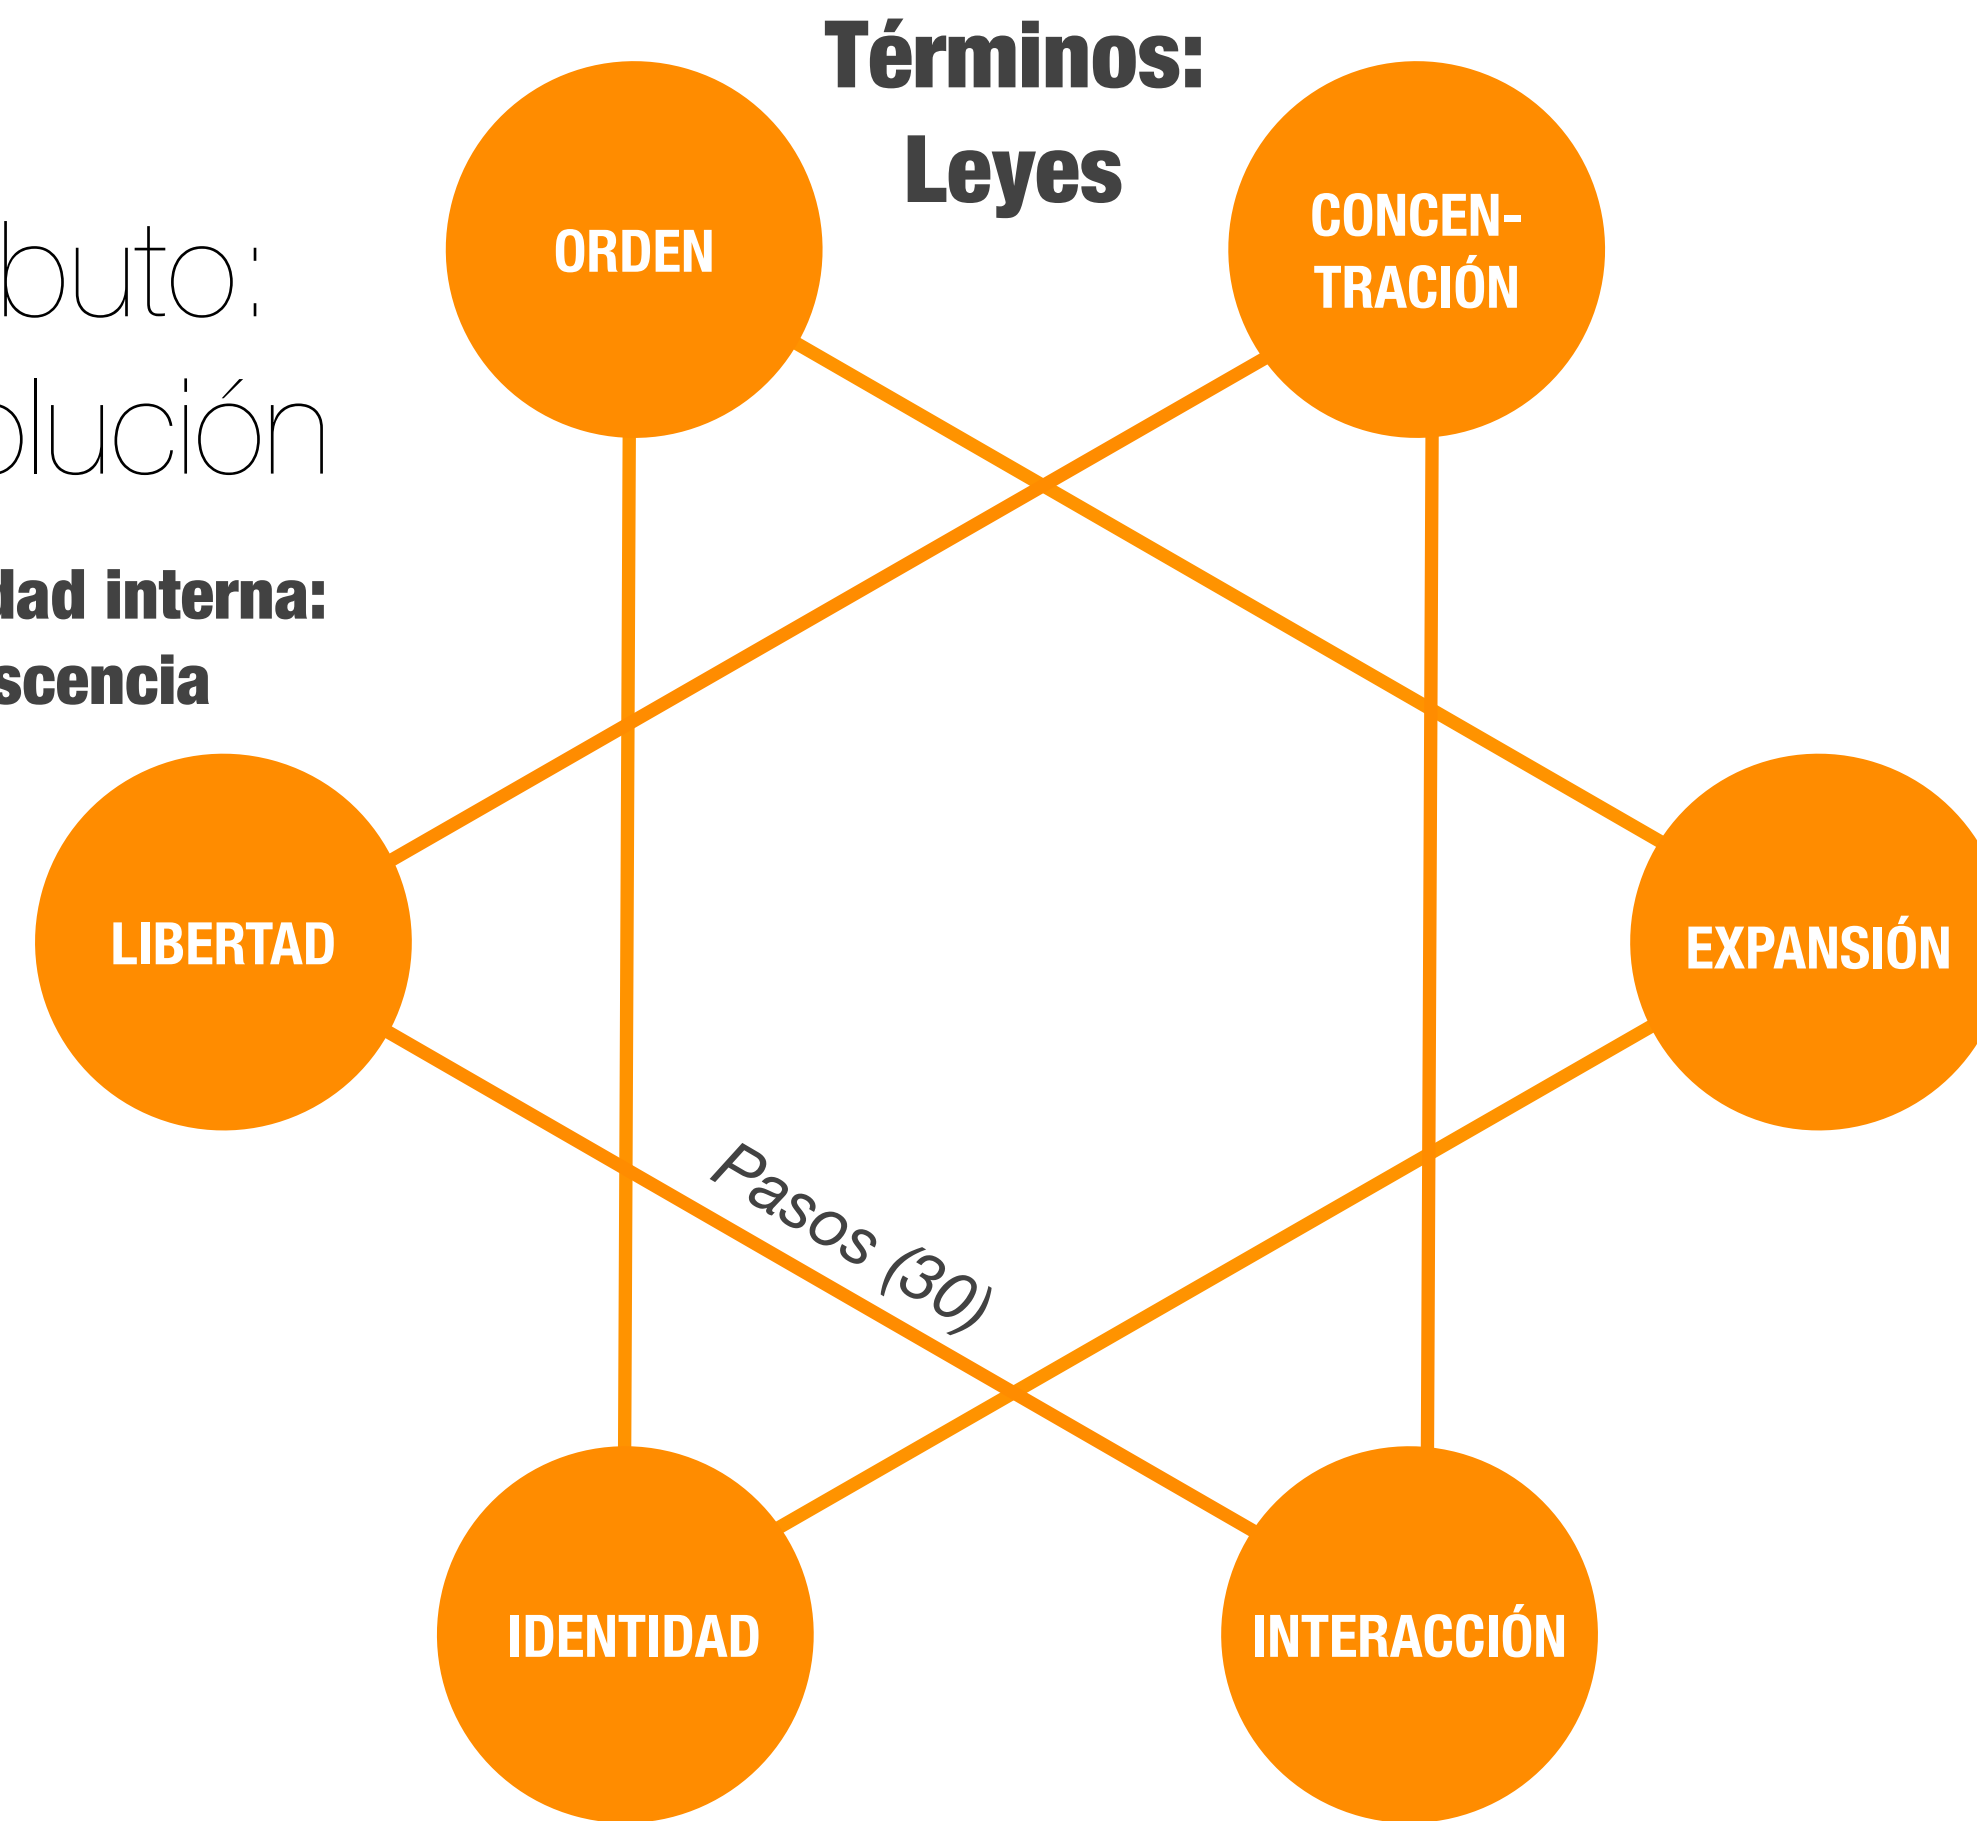 Términos:
Leyes
ORDEN
CONCEN-
TRACIÓN
buto:
olución
dad interna:
scencia
LIBERTAD
EXPANSIÓN
Pasos (30)
IDENTIDAD
INTERACCIÓN